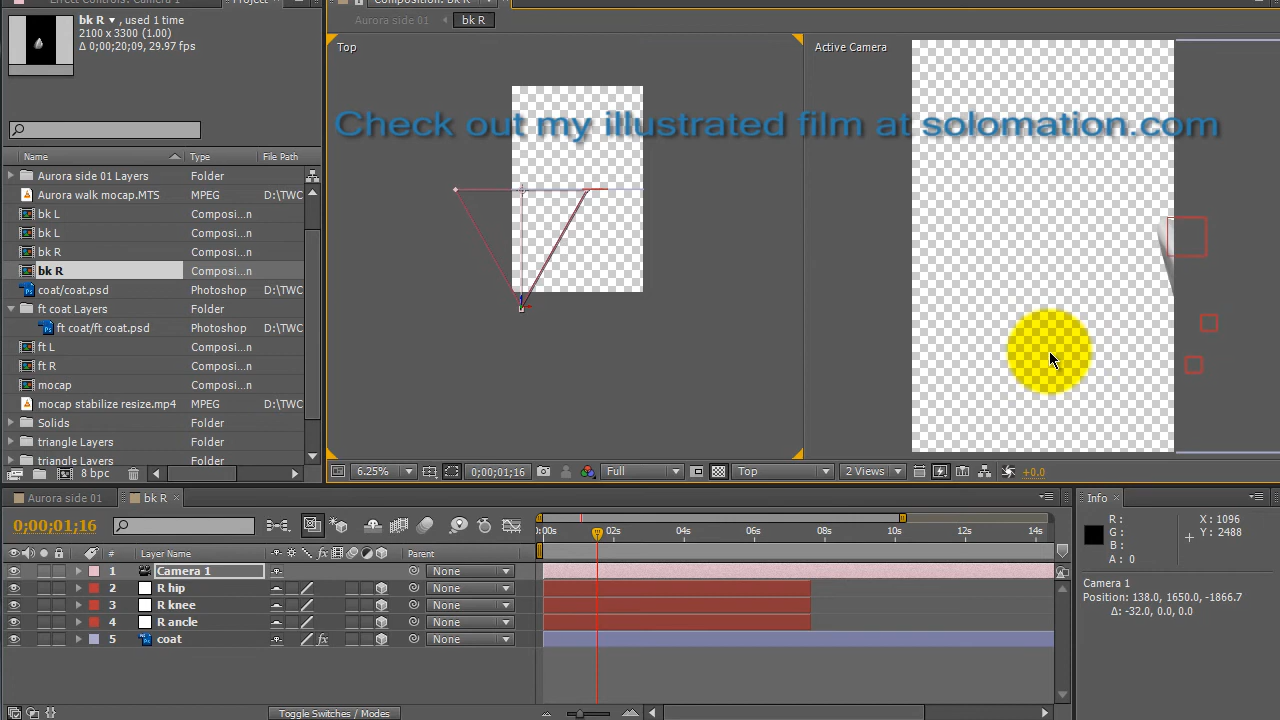 Effect Controls: Camera 1
Project
Composition: bk R
bk R ▾, used 1 time
2100 x 3300 (1.00)
Δ 0;00;20;09, 29.97 fps
Aurora side 01
bk R
Top
Active Camera
Check out my illustrated film at solomation.com
Name
Type
File Path
Aurora side 01 Layers
Folder
Aurora walk mocap.MTS
MPEG
D:\TWC
bk L
Composi...n
bk L
Composi...n
bk R
Composi...n
bk R
Composi...n
coat/coat.psd
Photoshop
D:\TWC
ft coat Layers
Folder
ft coat/ft coat.psd
Photoshop
D:\TWC
ft L
Composi...n
ft R
Composi...n
mocap
Composi...n
mocap stabilize resize.mp4
MPEG
D:\TWC
Solids
Folder
triangle Layers
Folder
triangle Layers
Folder
8 bpc
6.25%
0;00;01;16
Full
Top
2 Views
+0.0
Aurora side 01
bk R
0;00;01;16
:00s
02s
04s
06s
08s
10s
12s
14s
#
Layer Name
Parent
1
Camera 1
None
2
R hip
None
3
R knee
None
4
R ancle
None
5
coat
None
Toggle Switches / Modes
Info
R :
G :
B :
A : 0
X : 1096
Y : 2488
Camera 1
Position: 138.0, 1650.0, -1866.7
Δ: -32.0, 0.0, 0.0